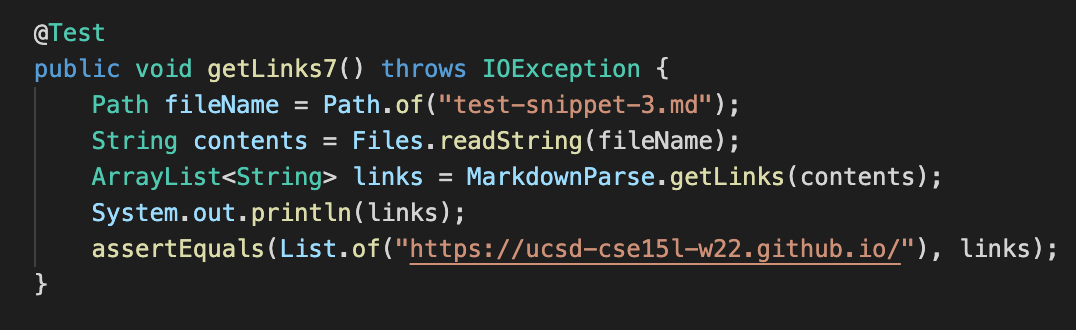 @Test
public void getLinks7() throws IOException {
    Path fileName = Path.of("test-snippet-3.md");
    String contents = Files.readString(fileName);
    ArrayList<String> links = MarkdownParse.getLinks(contents);
    System.out.println(links);
    assertEquals(List.of("https://ucsd-cse15l-w22.github.io/"), links);
}